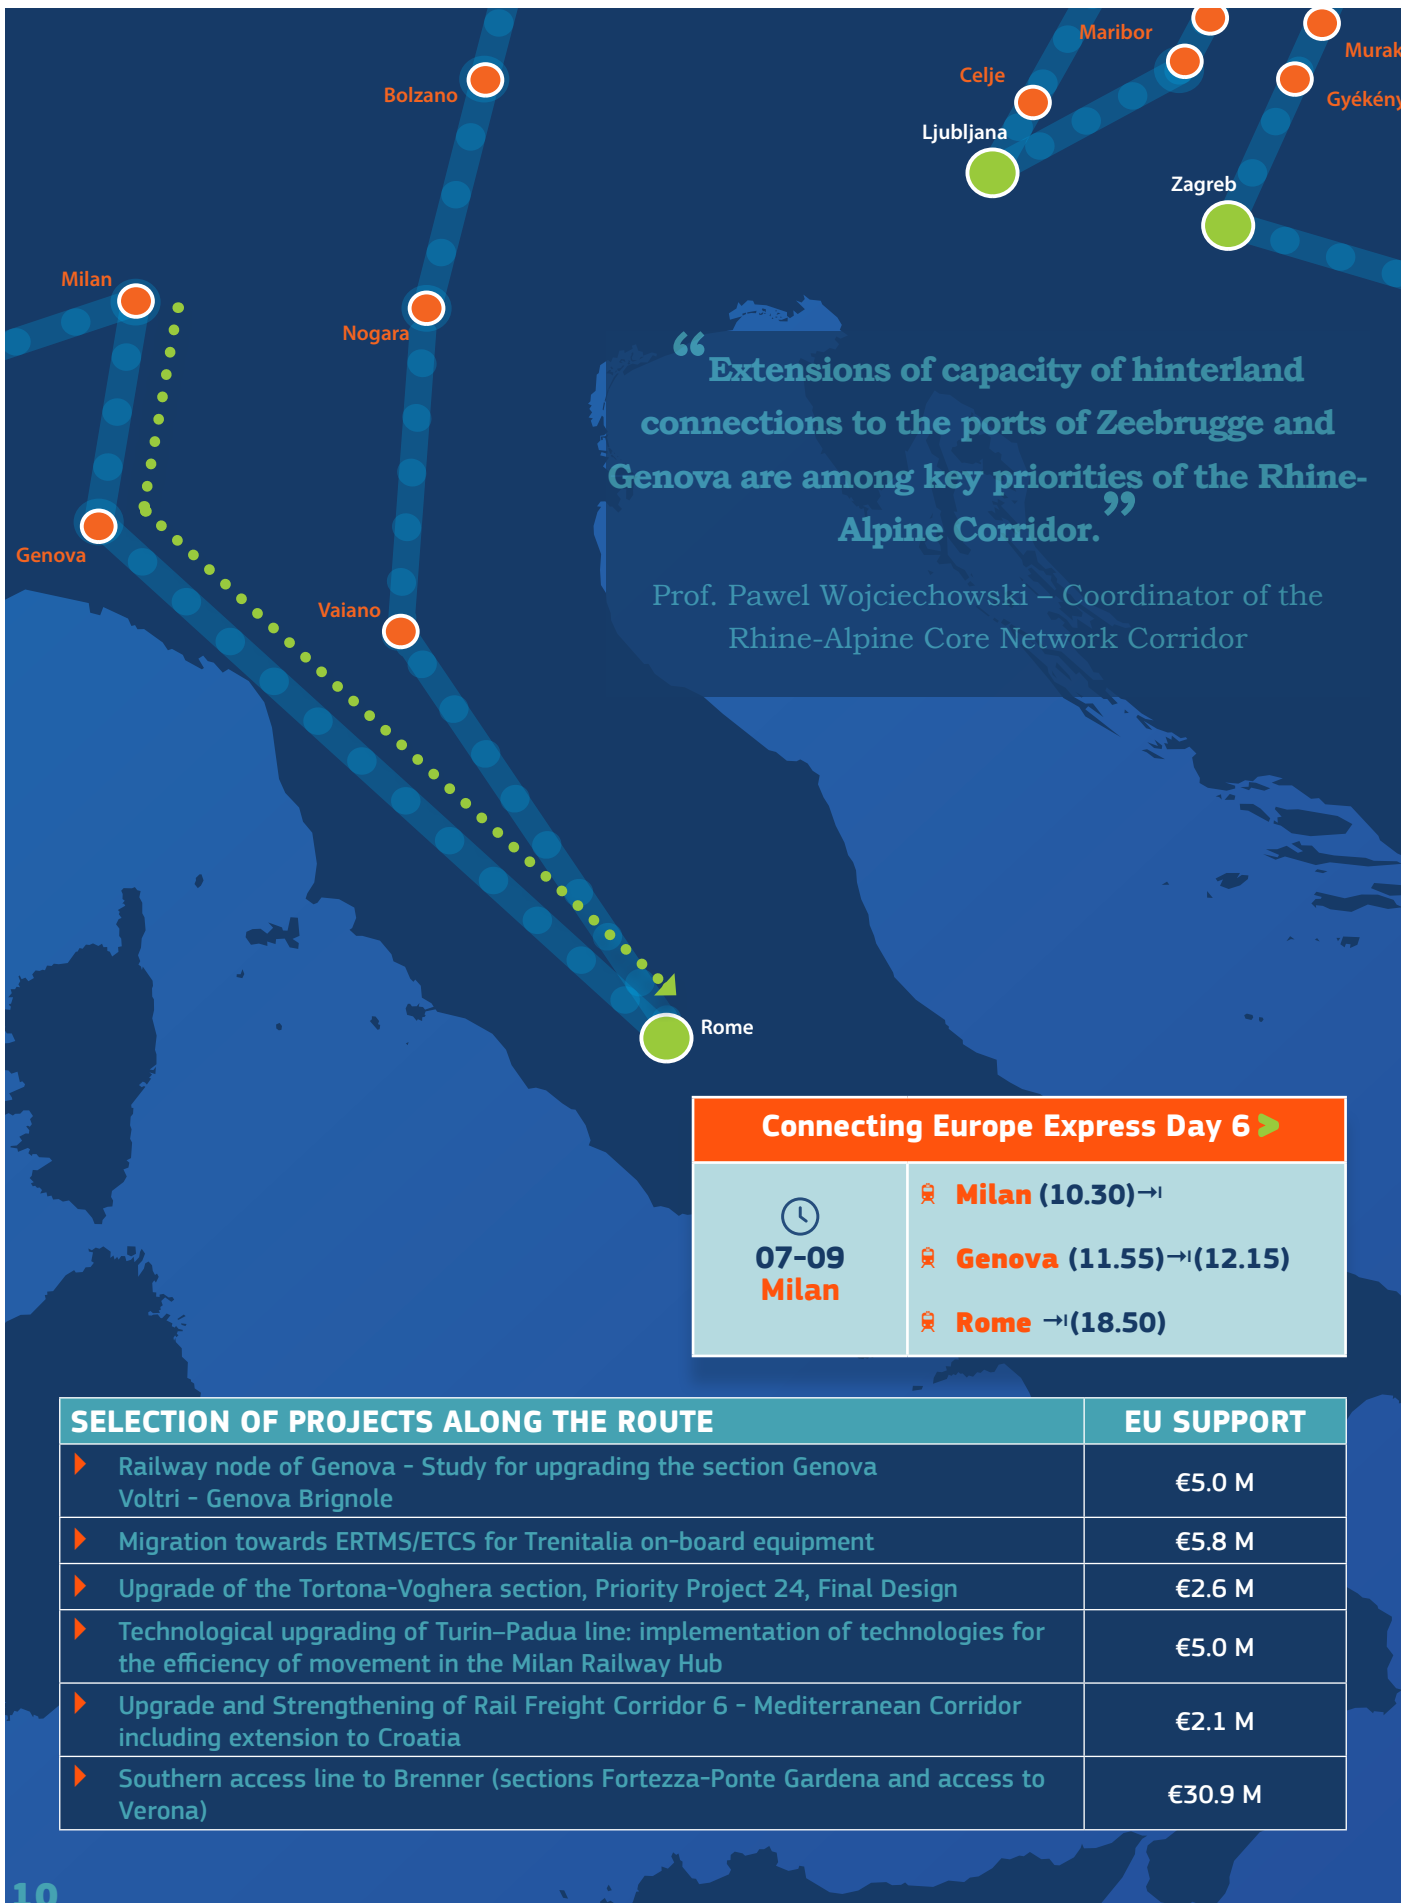 Maribor
Murak
Celje
Bolzano
Gyékény
Ljubljana
Zagreb
Milan
Nogara
“Extensions of capacity of hinterland
connections to the ports of Zeebrugge and
Genova are among key priorities of the Rhine-
Alpine Corridor.”
Genova
Prof. Pawel Wojciechowski – Coordinator of the
Rhine-Alpine Core Network Corridor
Vaiano
Rome
Connecting Europe Express Day 6 >
07-09
Milan
Milan (10.30)→I
Genova (11.55)→I(12.15)
Rome →I(18.50)
SELECTION OF PROJECTS ALONG THE ROUTE EU SUPPORT
Railway node of Genova - Study for upgrading the section Genova
Voltri - Genova Brignole
€5.0 M
Migration towards ERTMS/ETCS for Trenitalia on-board equipment €5.8 M
Upgrade of the Tortona-Voghera section, Priority Project 24, Final Design €2.6 M
Technological upgrading of Turin–Padua line: implementation of technologies for
the efficiency of movement in the Milan Railway Hub
€5.0 M
Upgrade and Strengthening of Rail Freight Corridor 6 - Mediterranean Corridor
including extension to Croatia
€2.1 M
Southern access line to Brenner (sections Fortezza-Ponte Gardena and access to
Verona)
€30.9 M
10